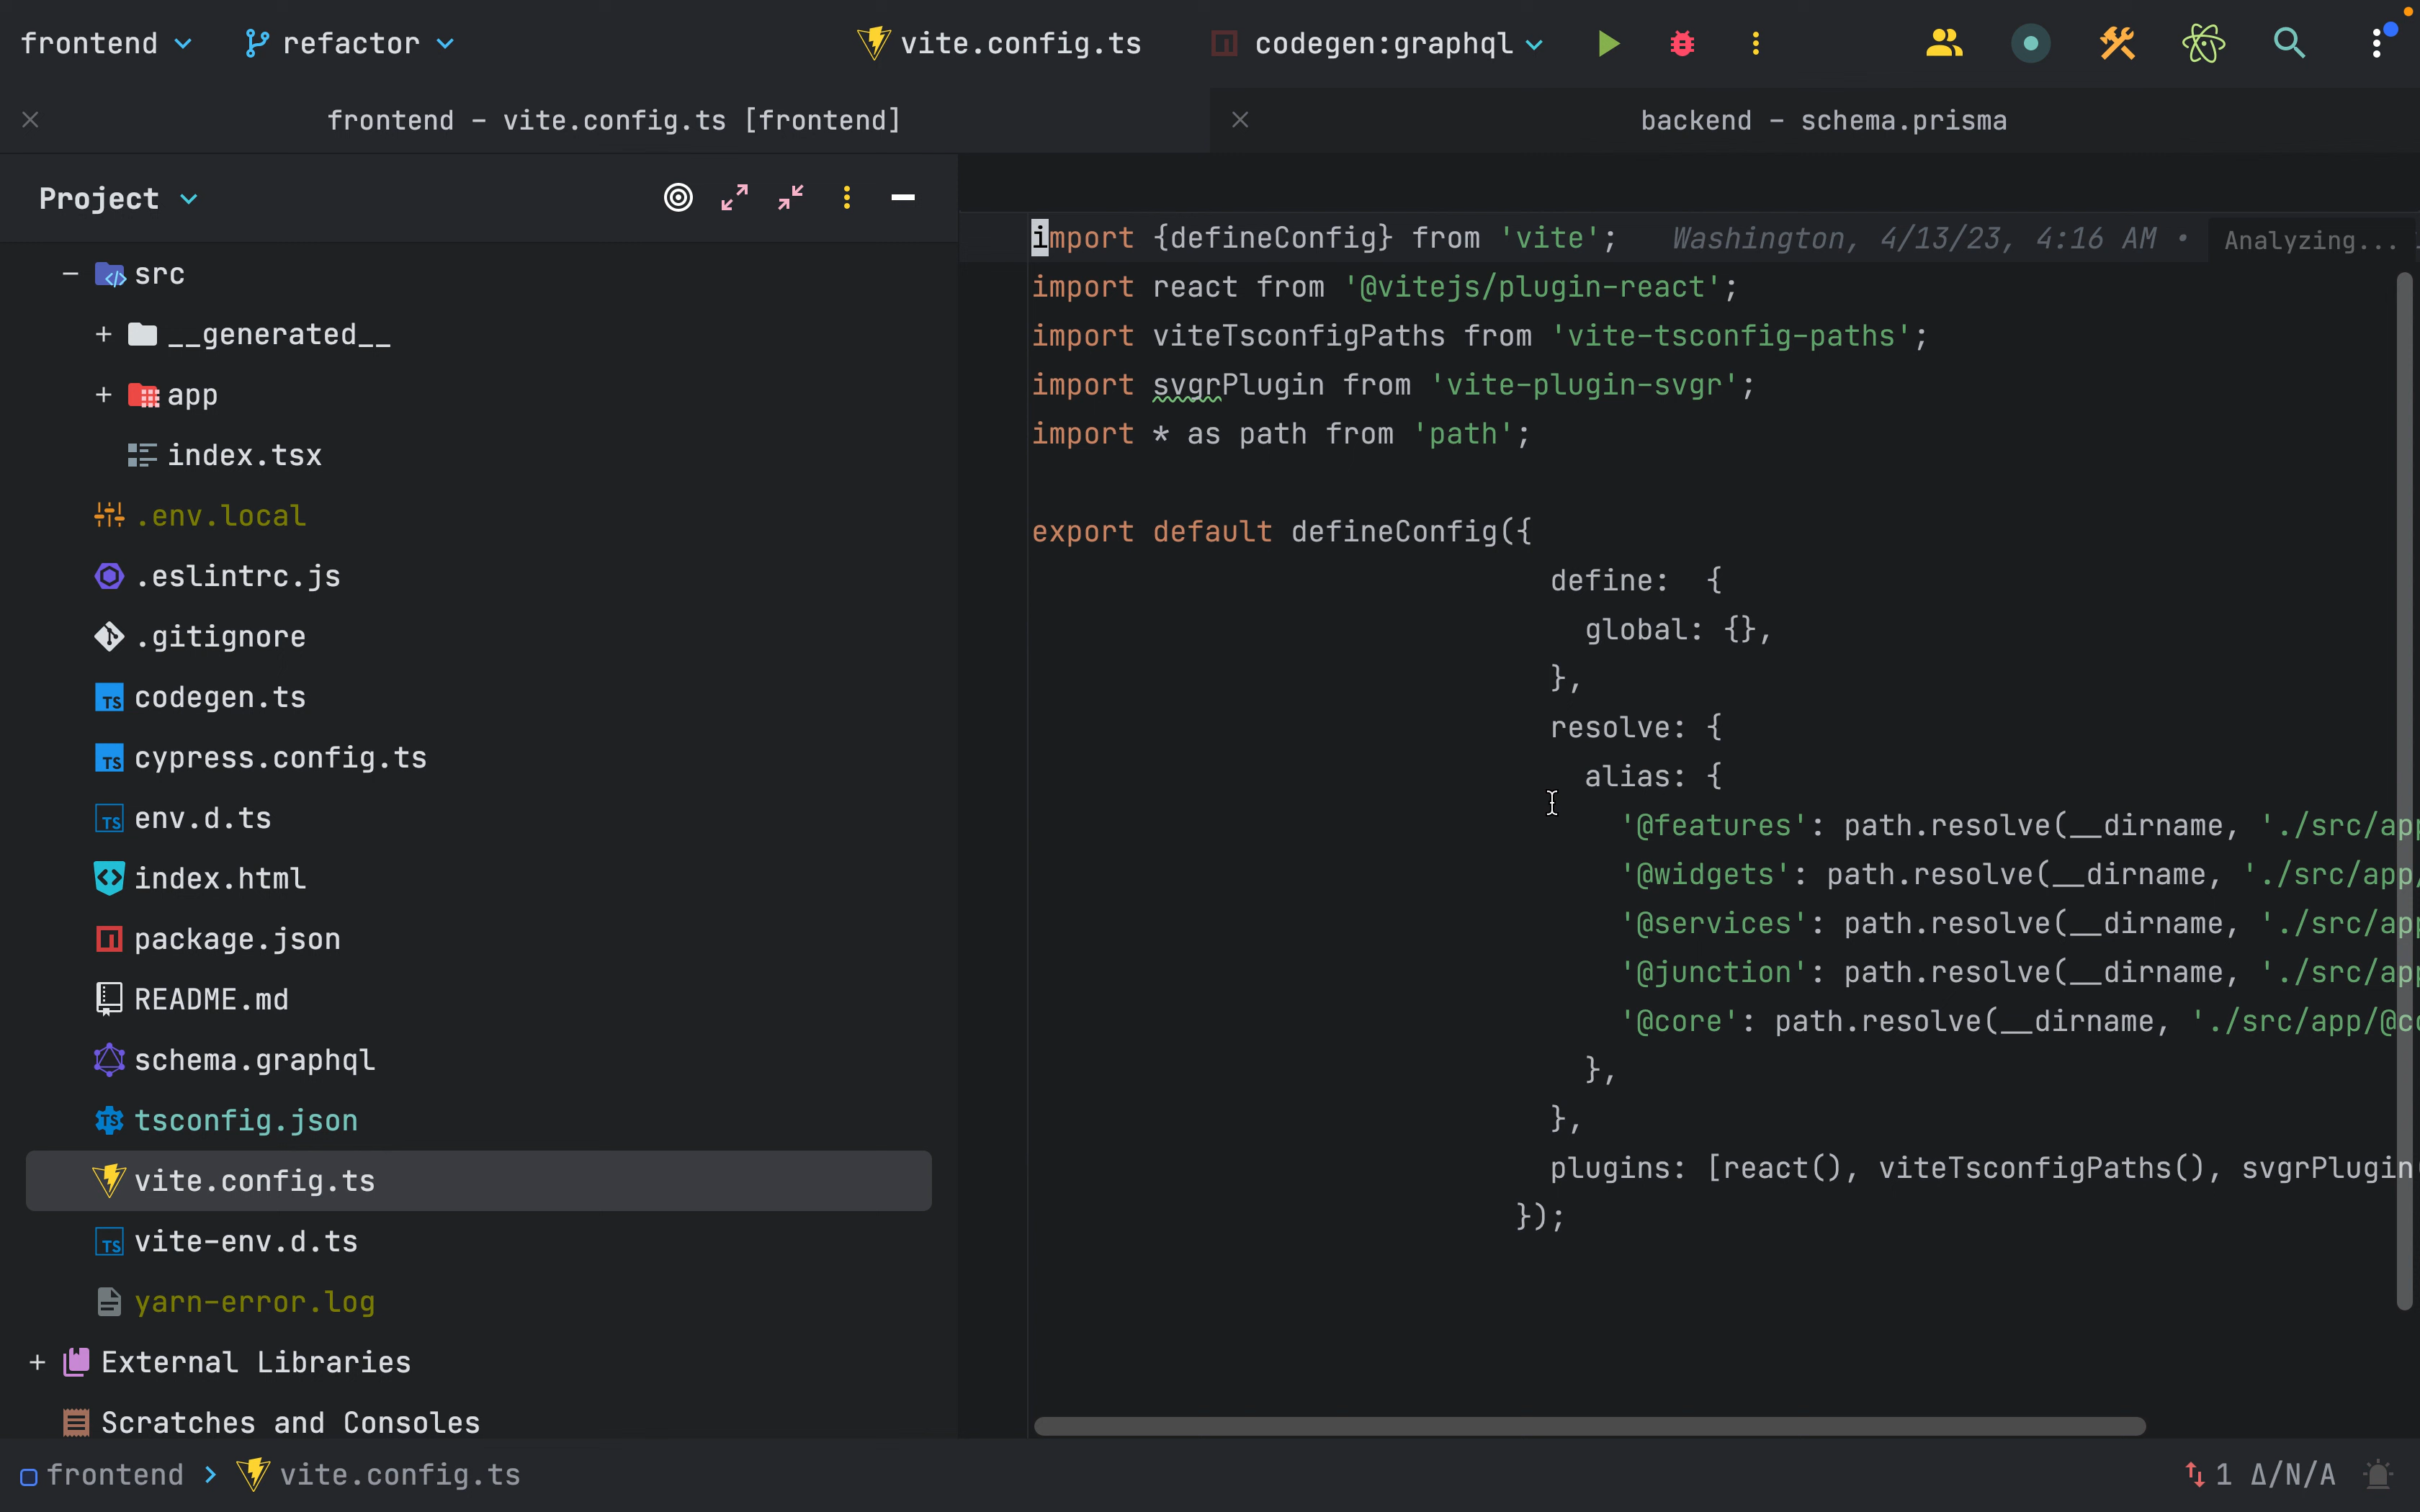 frontend refactor vite.config.ts codegen:graphql
frontend – vite.config.ts [frontend] backend – schema.prisma
Project
src
__generated__
app
index.tsx
.env.local
.eslintrc.js
.gitignore
codegen.ts
cypress.config.ts
env.d.ts
index.html
package.json
README.md
schema.graphql
tsconfig.json
vite.config.ts
vite-env.d.ts
yarn-error.log
External Libraries
Scratches and Consoles
import {defineConfig} from 'vite'; Washington, 4/13/23, 4:16 AM • Analyzing...
import react from '@vitejs/plugin-react';
import viteTsconfigPaths from 'vite-tsconfig-paths';
import svgrPlugin from 'vite-plugin-svgr';
import * as path from 'path';
export default defineConfig({
define: {
global: {},
},
resolve: {
alias: {
'@features': path.resolve(__dirname, './src/app
'@widgets': path.resolve(__dirname, './src/app/
'@services': path.resolve(__dirname, './src/app
'@junction': path.resolve(__dirname, './src/app
'@core': path.resolve(__dirname, './src/app/@co
},
},
plugins: [react(), viteTsconfigPaths(), svgrPlugin(
});
frontend > vite.config.ts 1 Δ/N/A